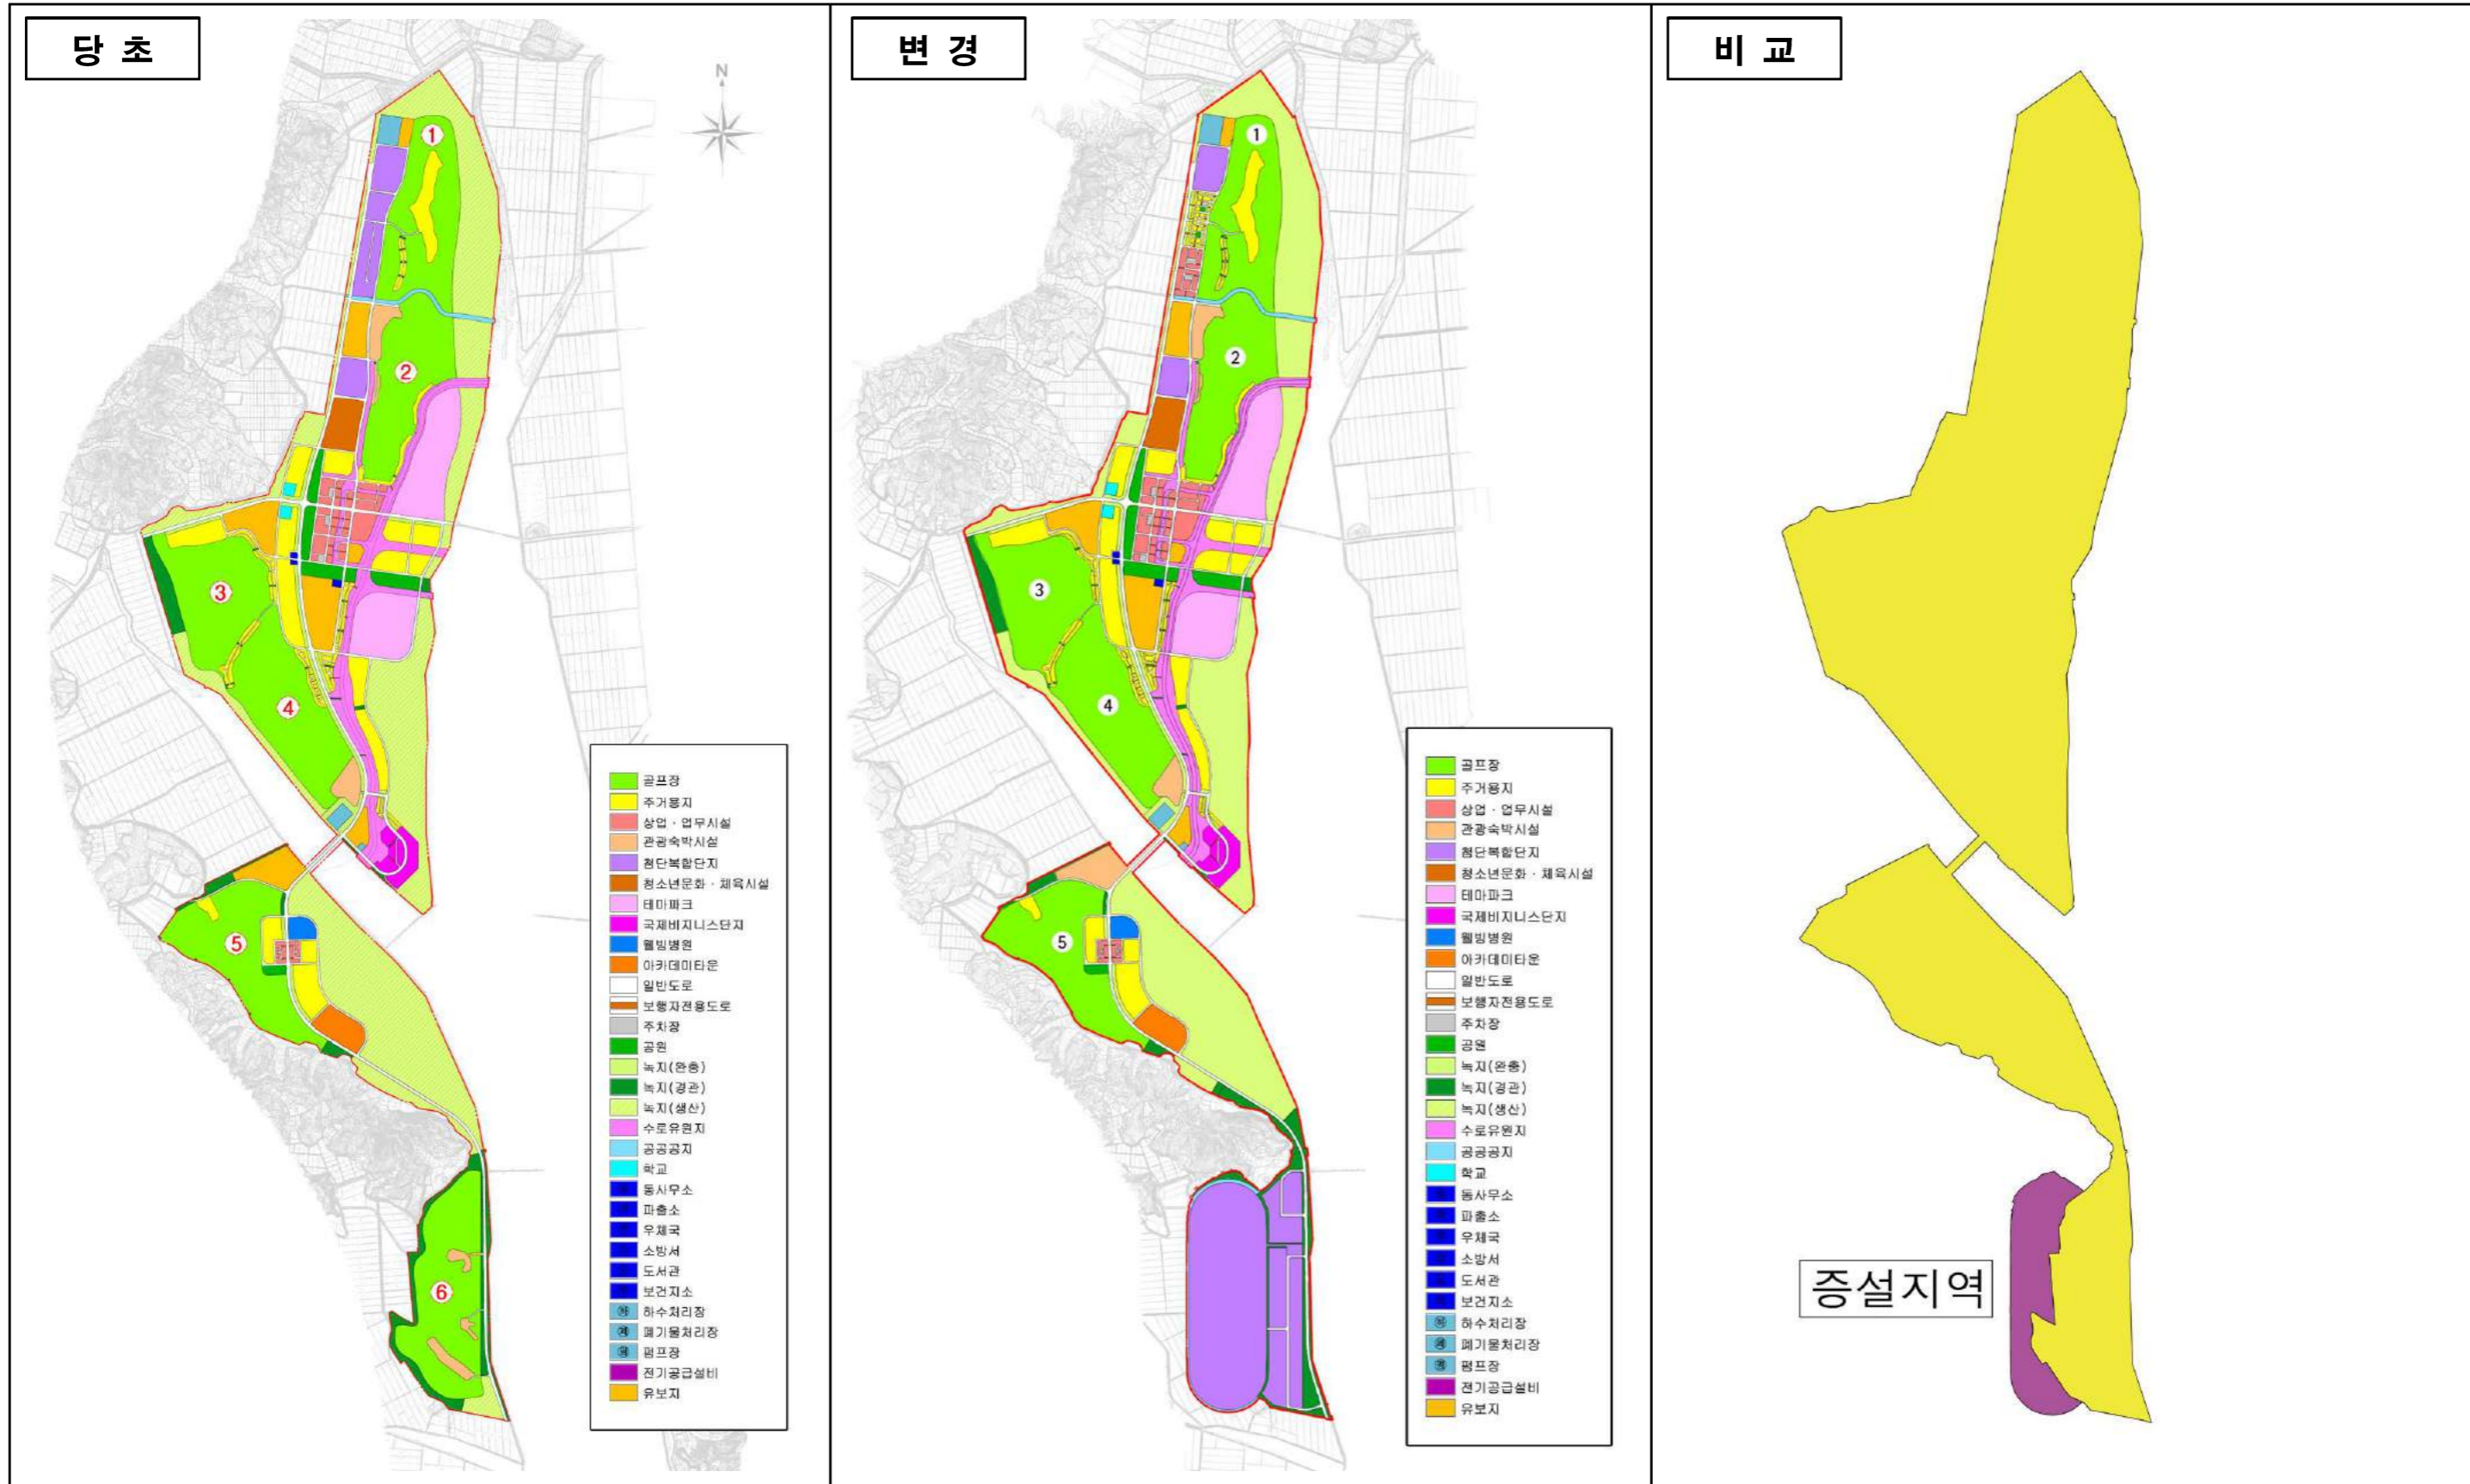 당 초
N
1
2
3
4
5
6
골프장
주거용지
상업 · 업무시설
관광숙박시설
첨단복합단지
청소년문화 · 체육시설
테마파크
국제비지니스단지
웰빙병원
아카데미타운
일반도로
보행자전용도로
주차장
공원
녹지(완충)
녹지(경관)
녹지(생산)
수로유원지
공공공지
학교
동사무소
파출소
우체국
소방서
도서관
보건지소
하수처리장
폐기물처리장
펌프장
전기공급설비
유보지
변 경
1
2
3
4
5
골프장
주거용지
상업 · 업무시설
관광숙박시설
첨단복합단지
청소년문화 · 체육시설
테마파크
국제비지니스단지
웰빙병원
아카데미타운
일반도로
보행자전용도로
주차장
공원
녹지(완충)
녹지(경관)
녹지(생산)
수로유원지
공공공지
학교
동사무소
파출소
우체국
소방서
도서관
보건지소
하수처리장
폐기물처리장
펌프장
전기공급설비
유보지
비 교
증설지역